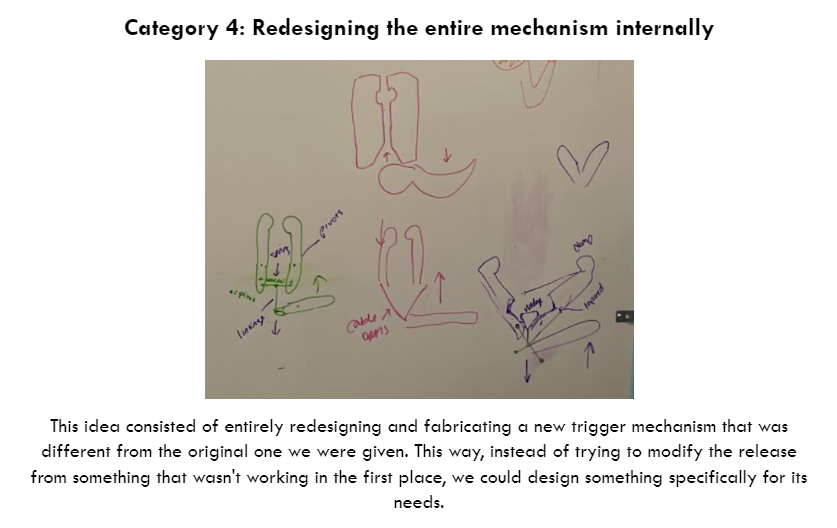 Category 4: Redesigning the entire mechanism internally
pivots
spring
linkage
cable
opens
clamp
This idea consisted of entirely redesigning and fabricating a new trigger mechanism that was
different from the original one we were given. This way, instead of trying to modify the release
from something that wasn't working in the first place, we could design something specifically for its
needs.